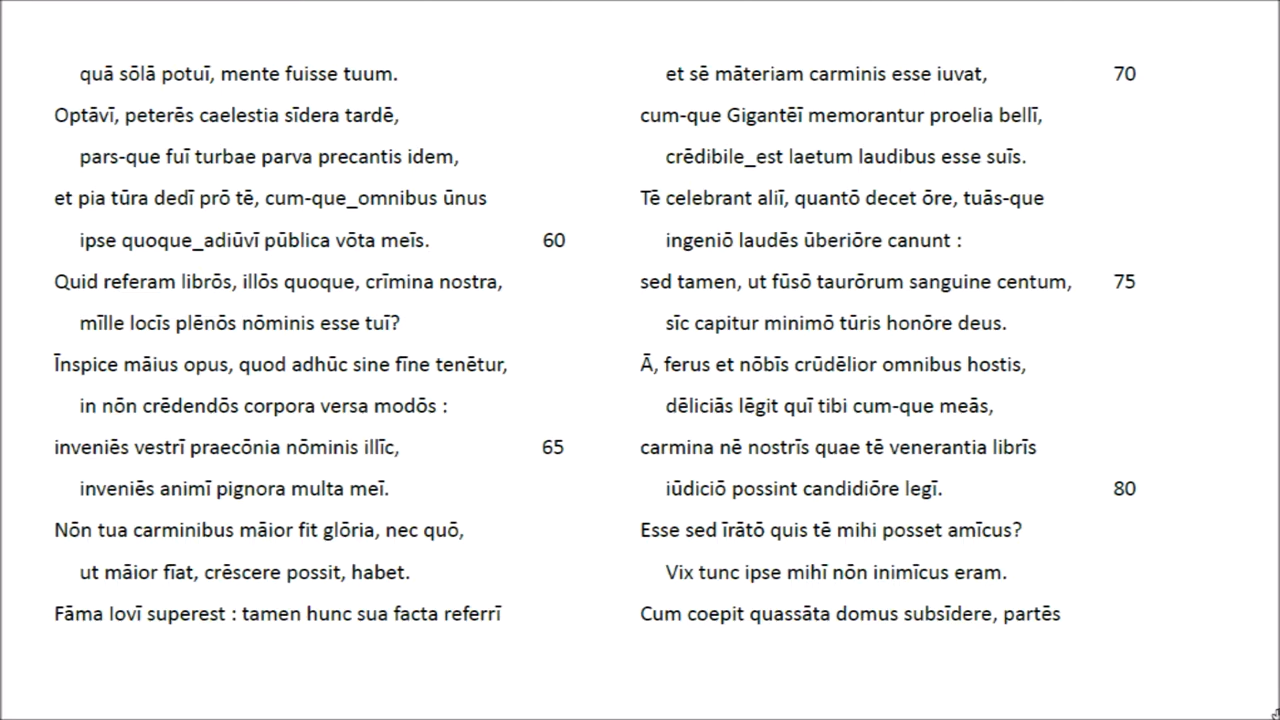 quā sōlā potuī, mente fuisse tuum.
Optāvī, peterēs caelestia sīdera tardē,
pars-que fuī turbae parva precantis idem,
et pia tūra dedī prō tē, cum-que_omnibus ūnus
ipse quoque_adiūvī pūblica vōta meīs. 60
Quid referam librōs, illōs quoque, crīmina nostra,
mīlle locīs plēnōs nōminis esse tuī?
Īnspice māius opus, quod adhūc sine fīne tenētur,
in nōn crēdendōs corpora versa modōs :
inveniēs vestrī praecōnia nōminis illīc, 65
inveniēs animī pignora multa meī.
Nōn tua carminibus māior fit glōria, nec quō,
ut māior fīat, crēscere possit, habet.
Fāma Iovī superest : tamen hunc sua facta referrī
et sē māteriam carminis esse iuvat, 70
cum-que Gigantēī memorantur proelia bellī,
crēdibile_est laetum laudibus esse suīs.
Tē celebrant aliī, quantō decet ōre, tuās-que
ingeniō laudēs ūberiōre canunt :
sed tamen, ut fūsō taurōrum sanguine centum, 75
sīc capitur minimō tūris honōre deus.
Ā, ferus et nōbīs crūdēlior omnibus hostis,
dēliciās lēgit quī tibi cum-que meās,
carmina nē nostrīs quae tē venerantia librīs
iūdiciō possint candidiōre legī. 80
Esse sed īrātō quis tē mihi posset amīcus?
Vix tunc ipse mihī nōn inimīcus eram.
Cum coepit quassāta domus subsīdere, partēs